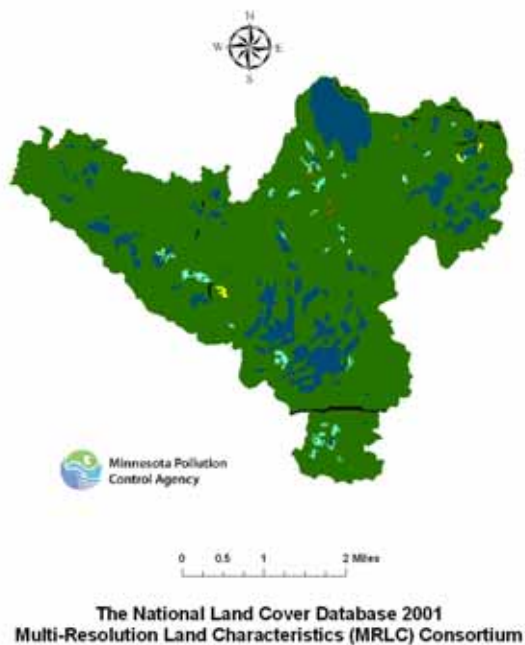 N
W E
S
Minnesota Pollution
Control Agency
0 0.5 1 2 Miles
The National Land Cover Database 2001
Multi-Resolution Land Characteristics (MRLC) Consortium